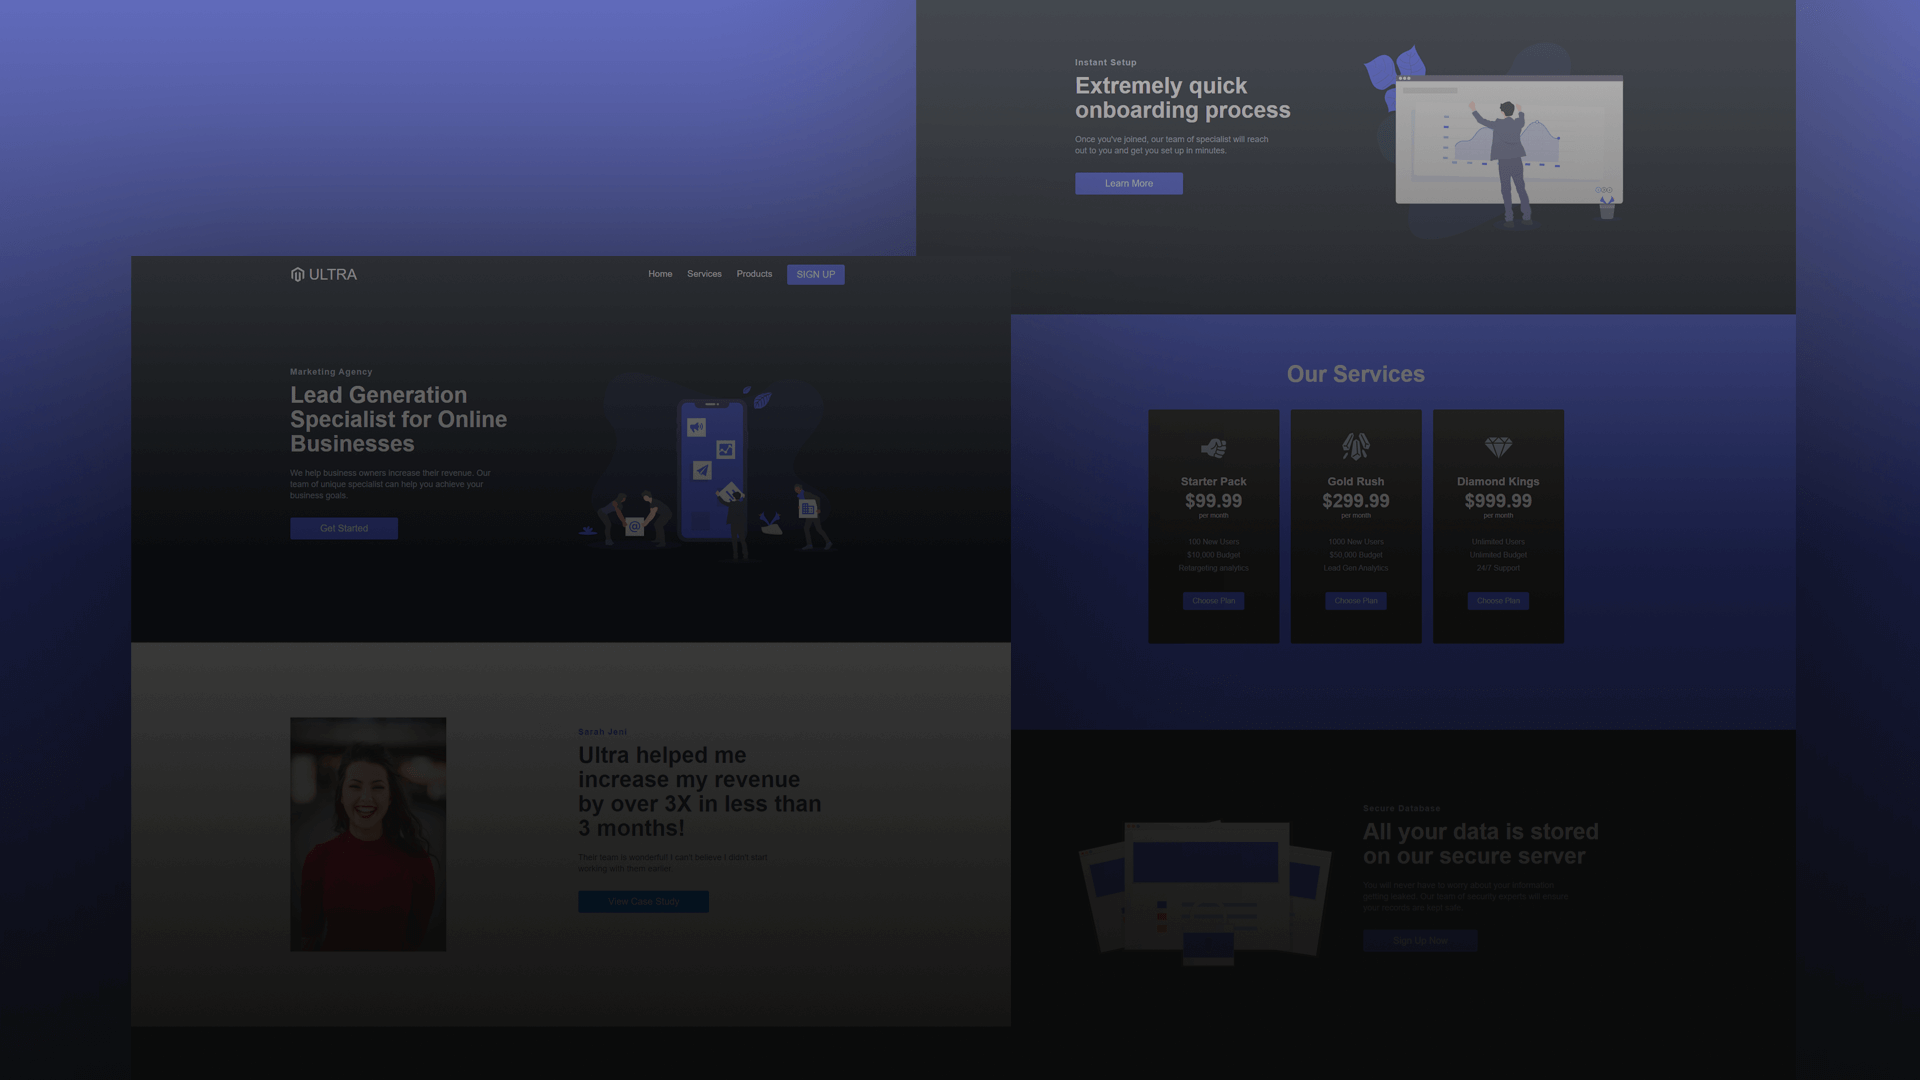 ULTRA
Home Services Products SIGN UP
Marketing Agency
Lead Generation
Specialist for Online
Businesses
We help business owners increase their revenue. Our
team of unique specialist can help you achieve your
business goals.
Get Started
@
Sarah Jeni
Ultra helped me
increase my revenue
by over 3X in less than
3 months!
Their team is wonderful! I can't believe I didn't start
working with them earlier.
View Case Study
Instant Setup
Extremely quick
onboarding process
Once you've joined, our team of specialist will reach
out to you and get you set up in minutes.
Learn More
Our Services
Starter Pack
$99.99
per month
100 New Users
$10,000 Budget
Retargeting analytics
Choose Plan
Gold Rush
$299.99
per month
1000 New Users
$50,000 Budget
Lead Gen Analytics
Choose Plan
Diamond Kings
$999.99
per month
Unlimited Users
Unlimited Budget
24/7 Support
Choose Plan
Secure Database
All your data is stored
on our secure server
You will never have to worry about your information
getting leaked. Our team of security experts will ensure
your records are kept safe.
Sign Up Now